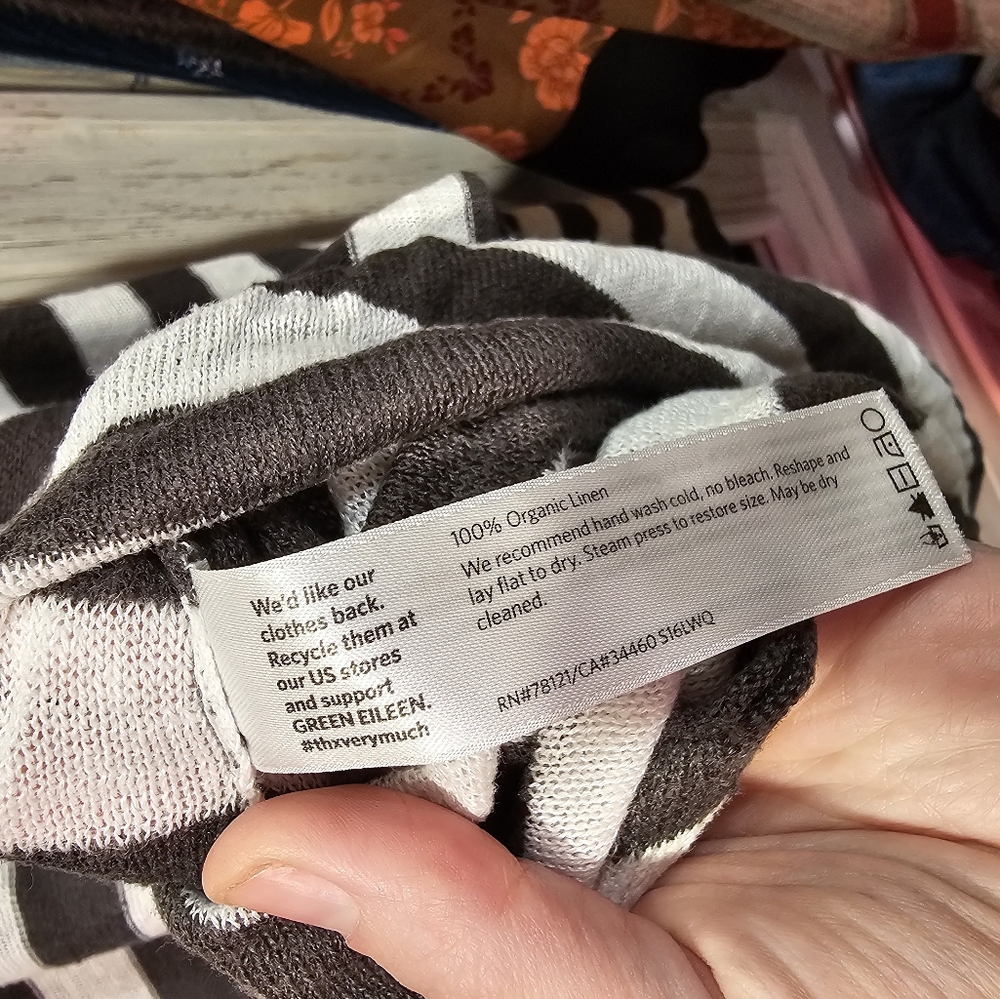 We'd like our
clothes back.
Recycle them at
our US stores
and support
GREEN EILEEN.
#thxverymuch
100% Organic Linen
We recommend hand wash cold, no bleach. Reshape and
lay flat to dry. Steam press to restore size. May be dry
cleaned.
RN#78121/CA#34460 S16LWQ